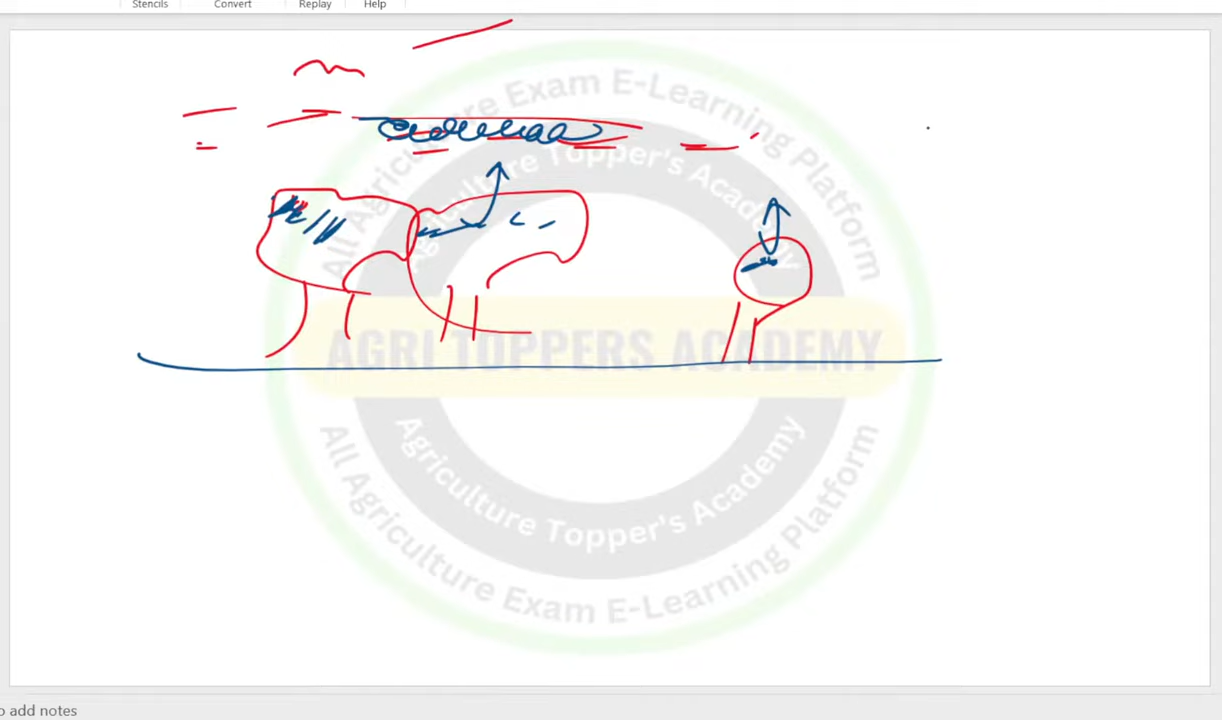 Stencils Convert Replay Help
All Agriculture Exam E-Learning Platform
Agriculture Topper's Academy
AGRI TOPPERS ACADEMY
Agriculture Topper's Academy
All Agriculture Exam E-Learning Platform
o add notes